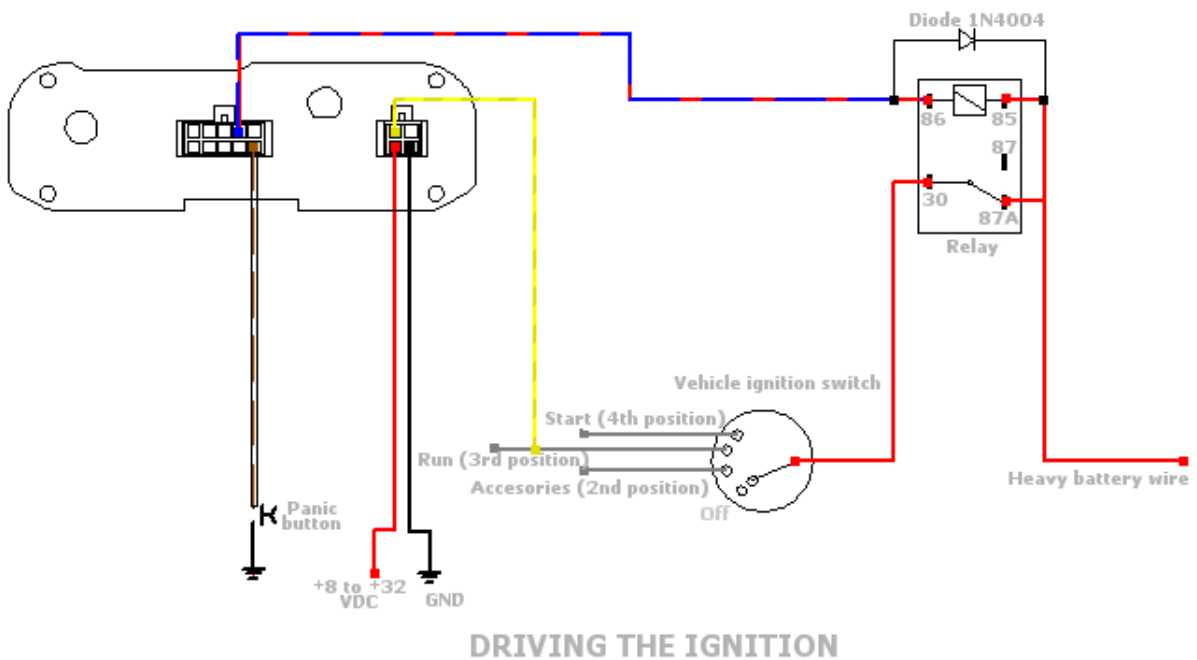 Diode 1N4004
86
85
87
30
87A
Relay
Vehicle ignition switch
Start (4th position)
Run (3rd position)
Accesories (2nd position)
Off
Heavy battery wire
Panic
button
+8 to +32
VDC
GND
DRIVING THE IGNITION